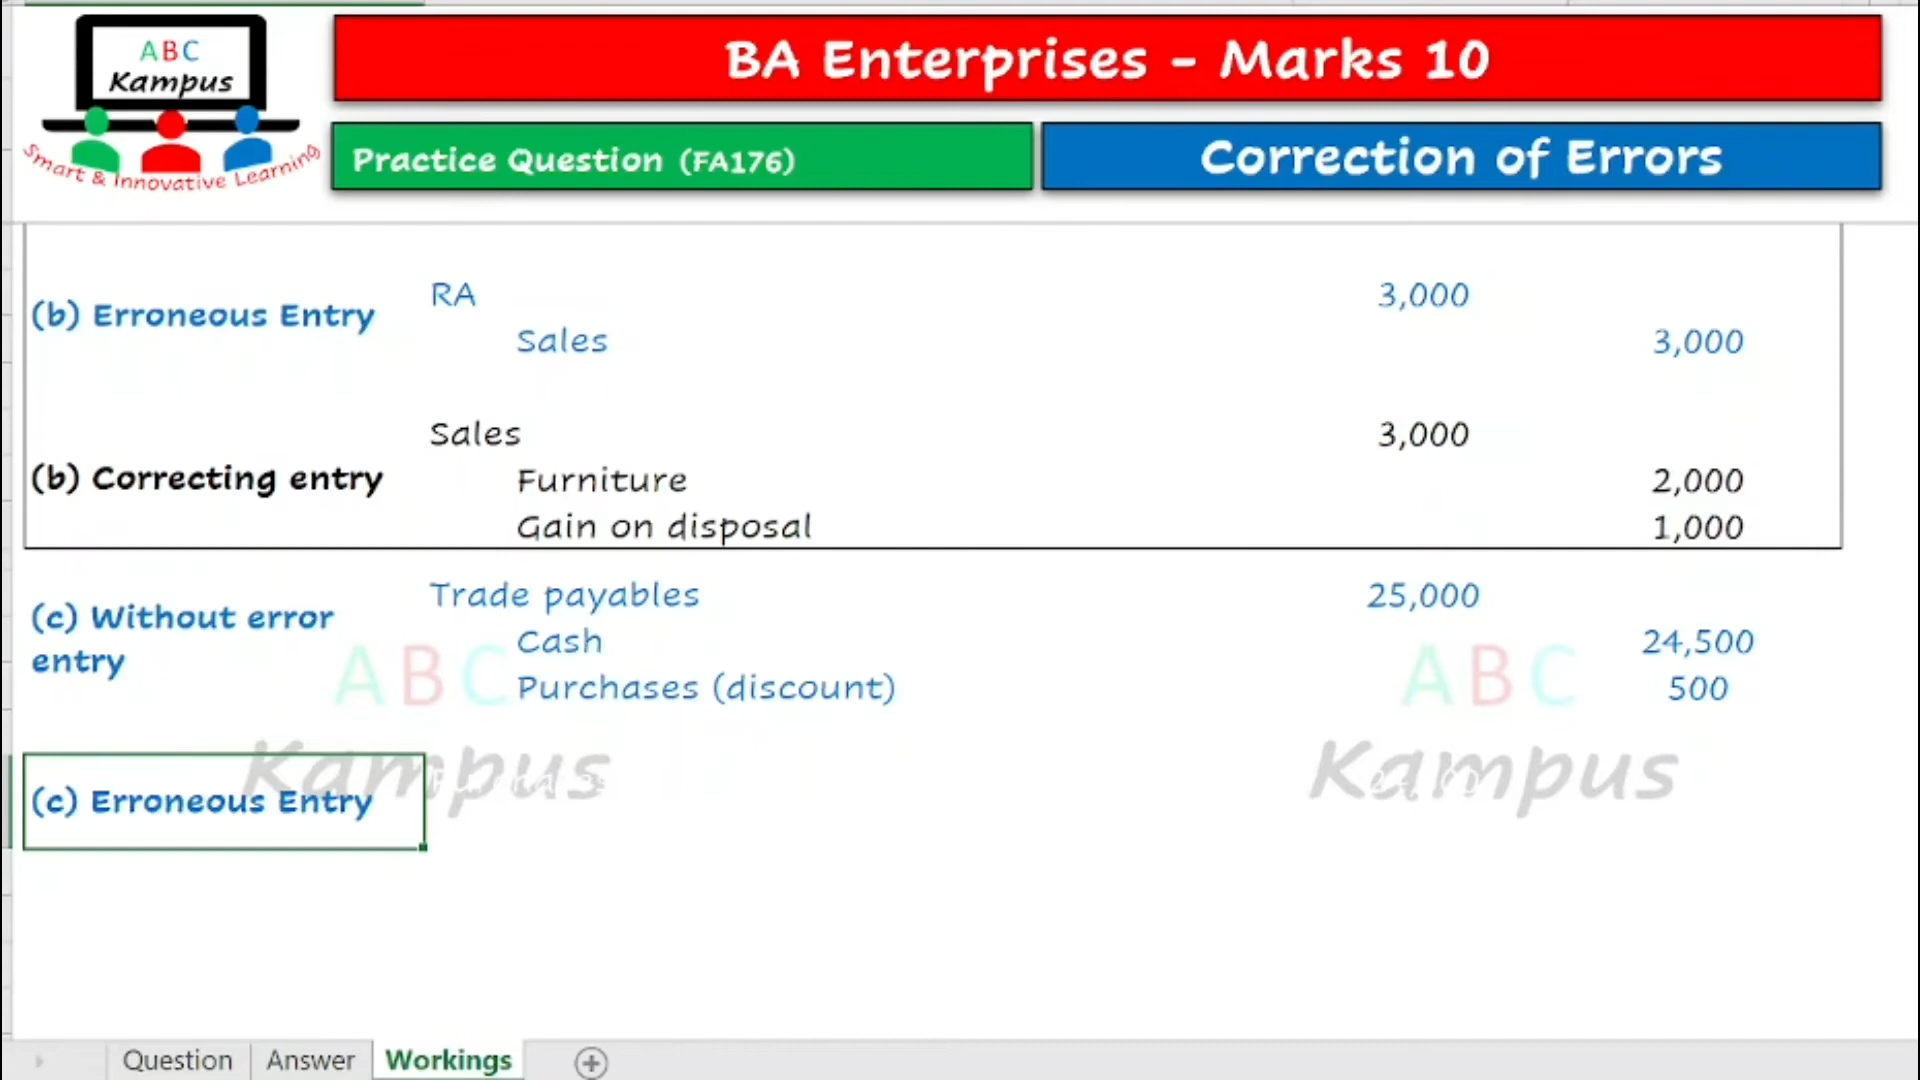 ABC
Kampus
Smart & Innovative Learning
BA Enterprises - Marks 10
Practice Question (FA176)
Correction of Errors
(b) Erroneous Entry
RA 3,000
Sales 3,000
(b) Correcting entry
Sales 3,000
Furniture 2,000
Gain on disposal 1,000
(c) Without error
entry
Trade payables 25,000
Cash 24,500
Purchases (discount) 500
ABC
Kampus
ABC
Kampus
(c) Erroneous Entry
Question Answer Workings